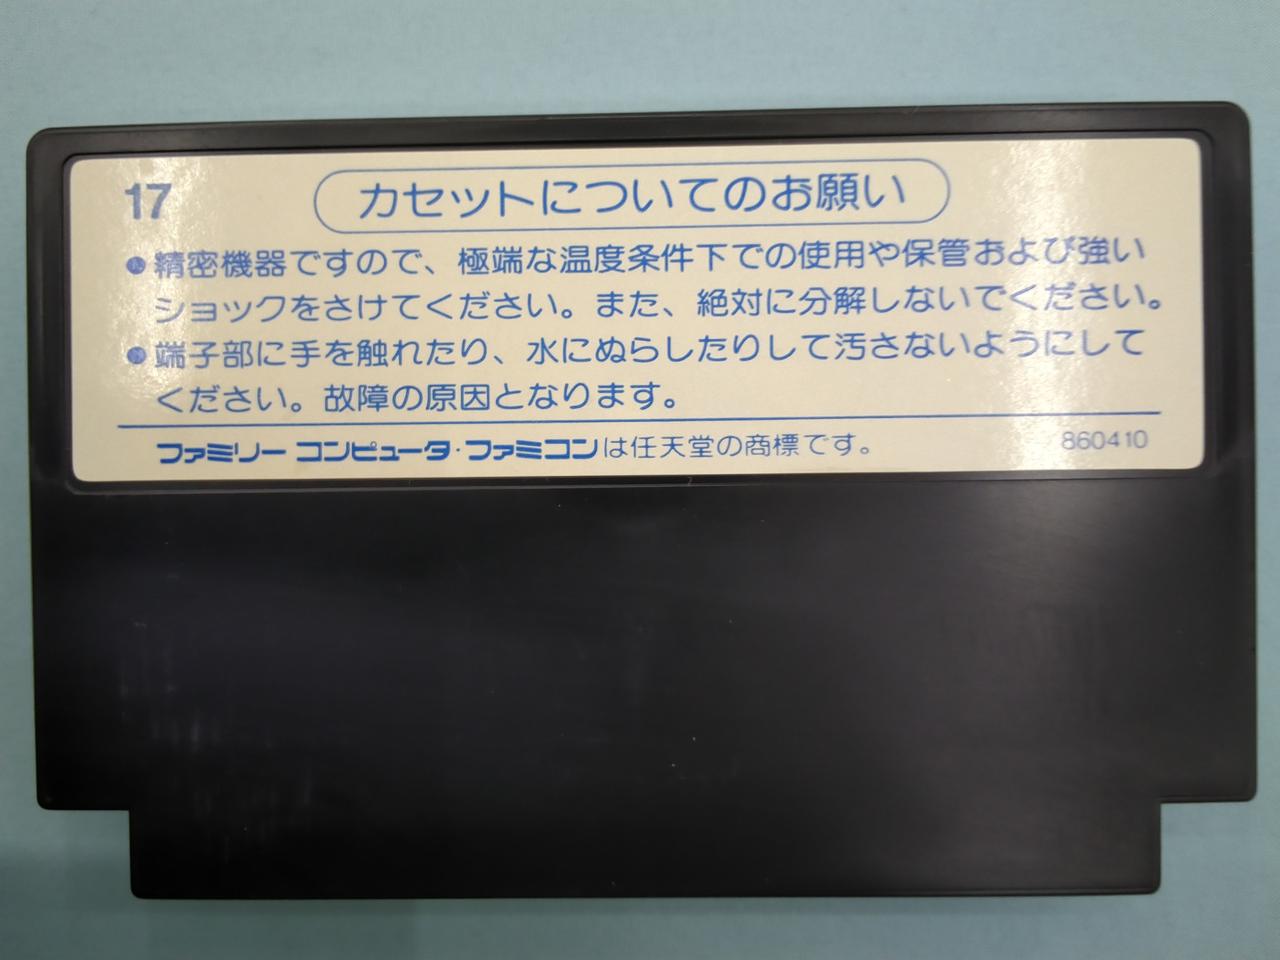 17
カセットについてのお願い
●精密機器ですので、極端な温度条件下での使用や保管および強い
ショックをさけてください。また、絶対に分解しないでください。
●端子部に手を触れたり、水にぬらしたりして汚さないようにして
ください。故障の原因となります。
ファミリー コンピュータ・ファミコンは任天堂の商標です。
860410